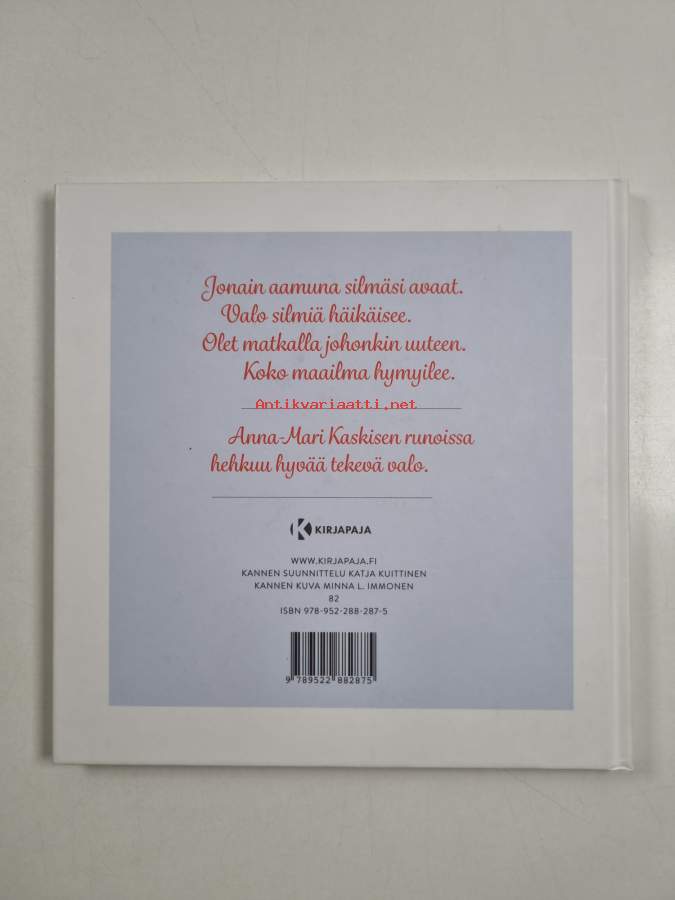 Jonain aamuna silmäsi avaat.
Valo silmiä häikäisee.
Olet matkalla johonkin uuteen.
Koko maailma hymyilee.
Antikvariaatti.net
Anna-Mari Kaskisen runoissa
hehkuu hyvää tekevä valo.
KIRJAPAJA
WWW.KIRJAPAJA.FI
KANNEN SUUNNITTELU KATJA KUITTINEN
KANNEN KUVA MINNA L. IMMONEN
82
ISBN 978-952-288-287-5
9 789522 882875